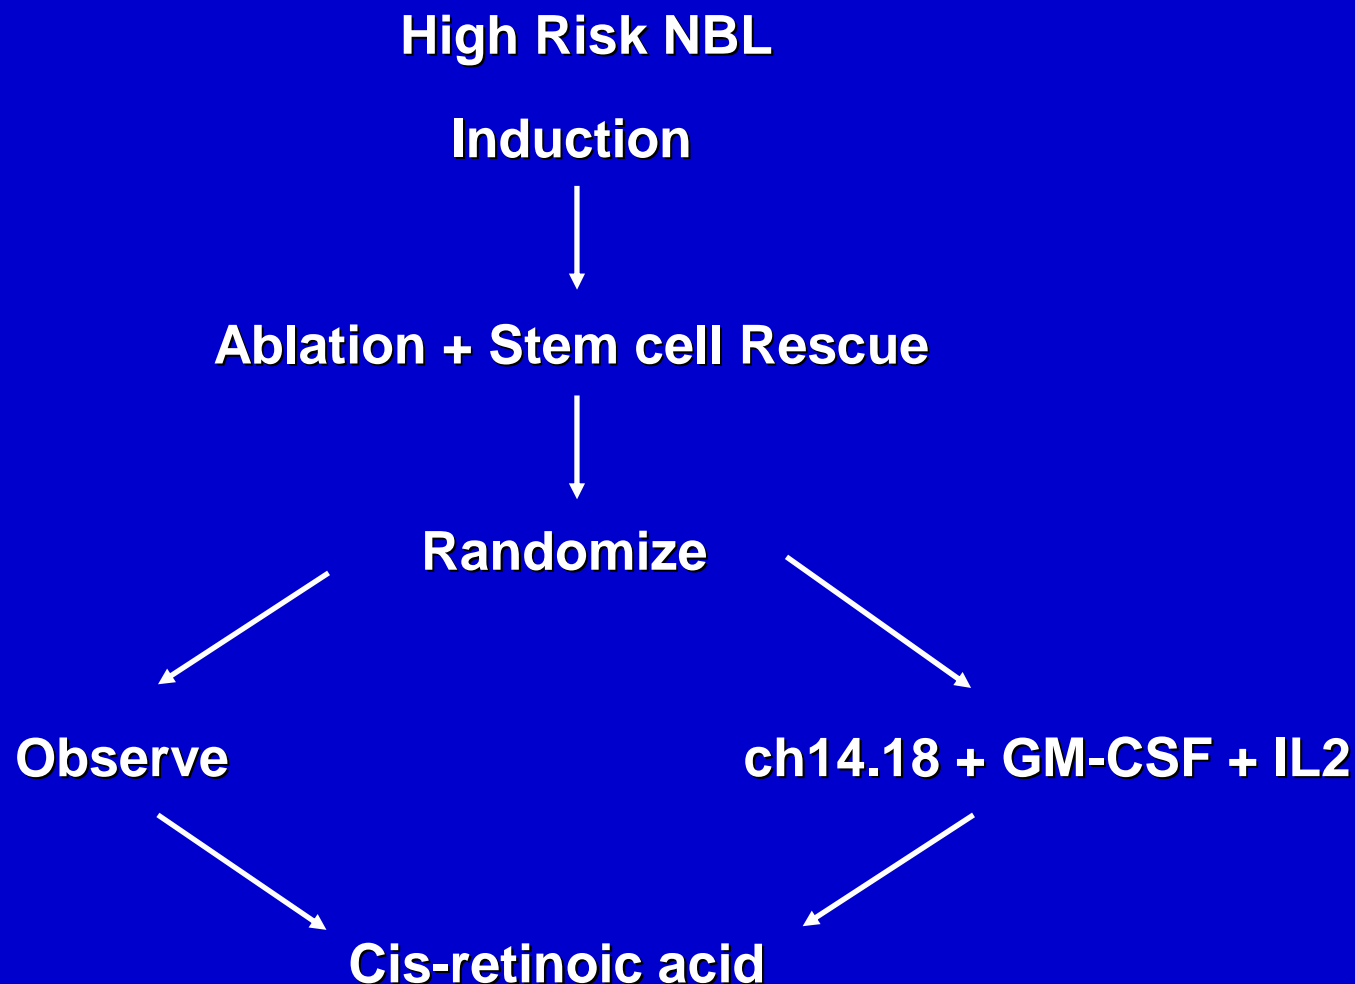 High Risk NBL
Induction
Ablation + Stem cell Rescue
Randomize
Observe
ch14.18 + GM-CSF + IL2
Cis-retinoic acid